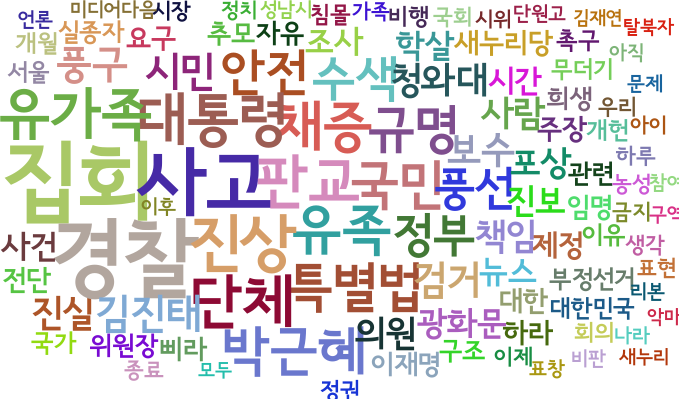 언론 미디어다음 시장 정치 성남시 침몰 가족 비행 국회 시위 단원고 김재연 탈북자
개월 실종자 요구 추모 자유 조사 학살 새누리당 촉구 아직
서울 풍구 시민 안전 수색 청와대 시간 무더기 문제
유가족 대통령 채증 규명 사람 희생 우리
주장 개헌 아이
집회 사고 판교 국민 보수 포상 관련 하루
이후 풍선 진보 임명 농성 참여
금지 구역
사건 경찰 진상 유족 정부 책임 제정 이유 생각
전단 단체 특별법 검거 뉴스 부정선거 표현
진실 김진태 대한 리본
대한민국 악마
국가 위원장 삐라 박근혜 의원 광화문 하라 회의 나라
종료 모두 이재명 구조 이제 표창 비판 새누리
정권